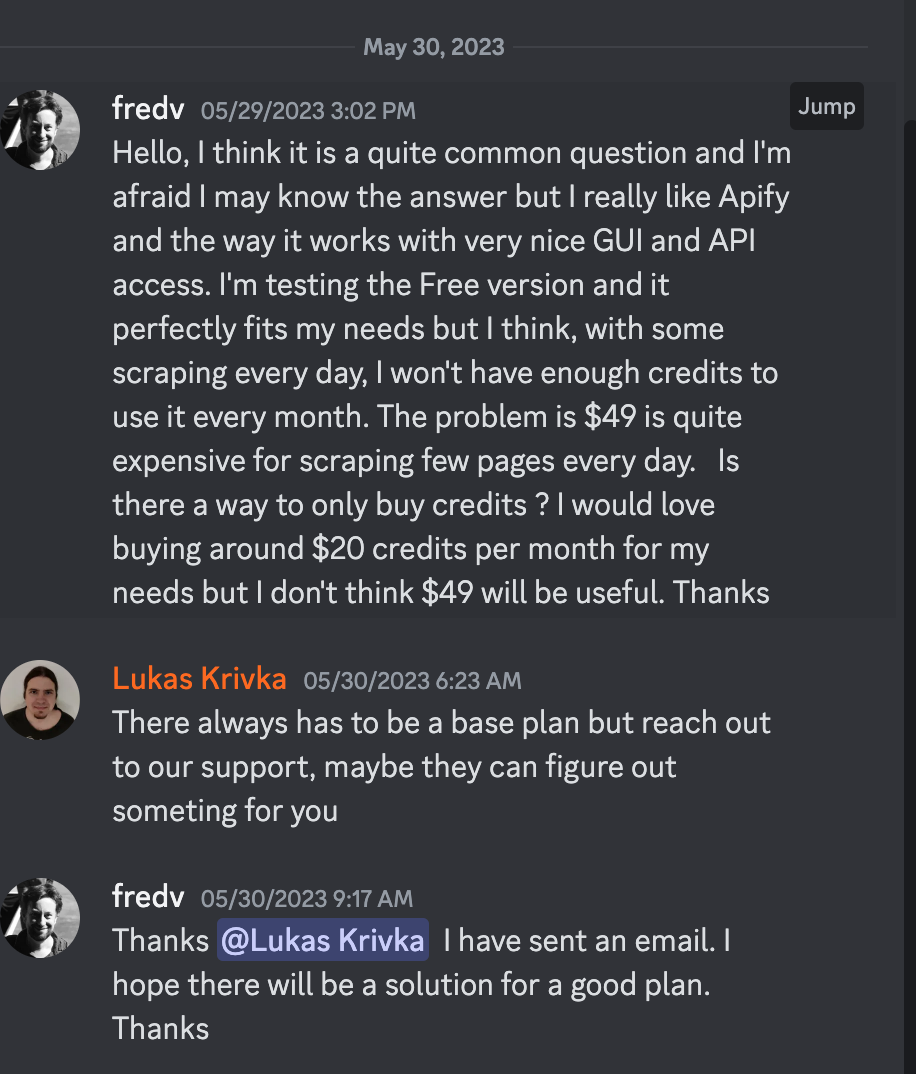 May 30, 2023
fredv 05/29/2023 3:02 PM
Jump
Hello, I think it is a quite common question and I'm
afraid I may know the answer but I really like Apify
and the way it works with very nice GUI and API
access. I'm testing the Free version and it
perfectly fits my needs but I think, with some
scraping every day, I won't have enough credits to
use it every month. The problem is $49 is quite
expensive for scraping few pages every day.   Is
there a way to only buy credits ? I would love
buying around $20 credits per month for my
needs but I don't think $49 will be useful. Thanks
Lukas Krivka 05/30/2023 6:23 AM
There always has to be a base plan but reach out
to our support, maybe they can figure out
someting for you
fredv 05/30/2023 9:17 AM
Thanks @Lukas Krivka  I have sent an email. I
hope there will be a solution for a good plan.
Thanks